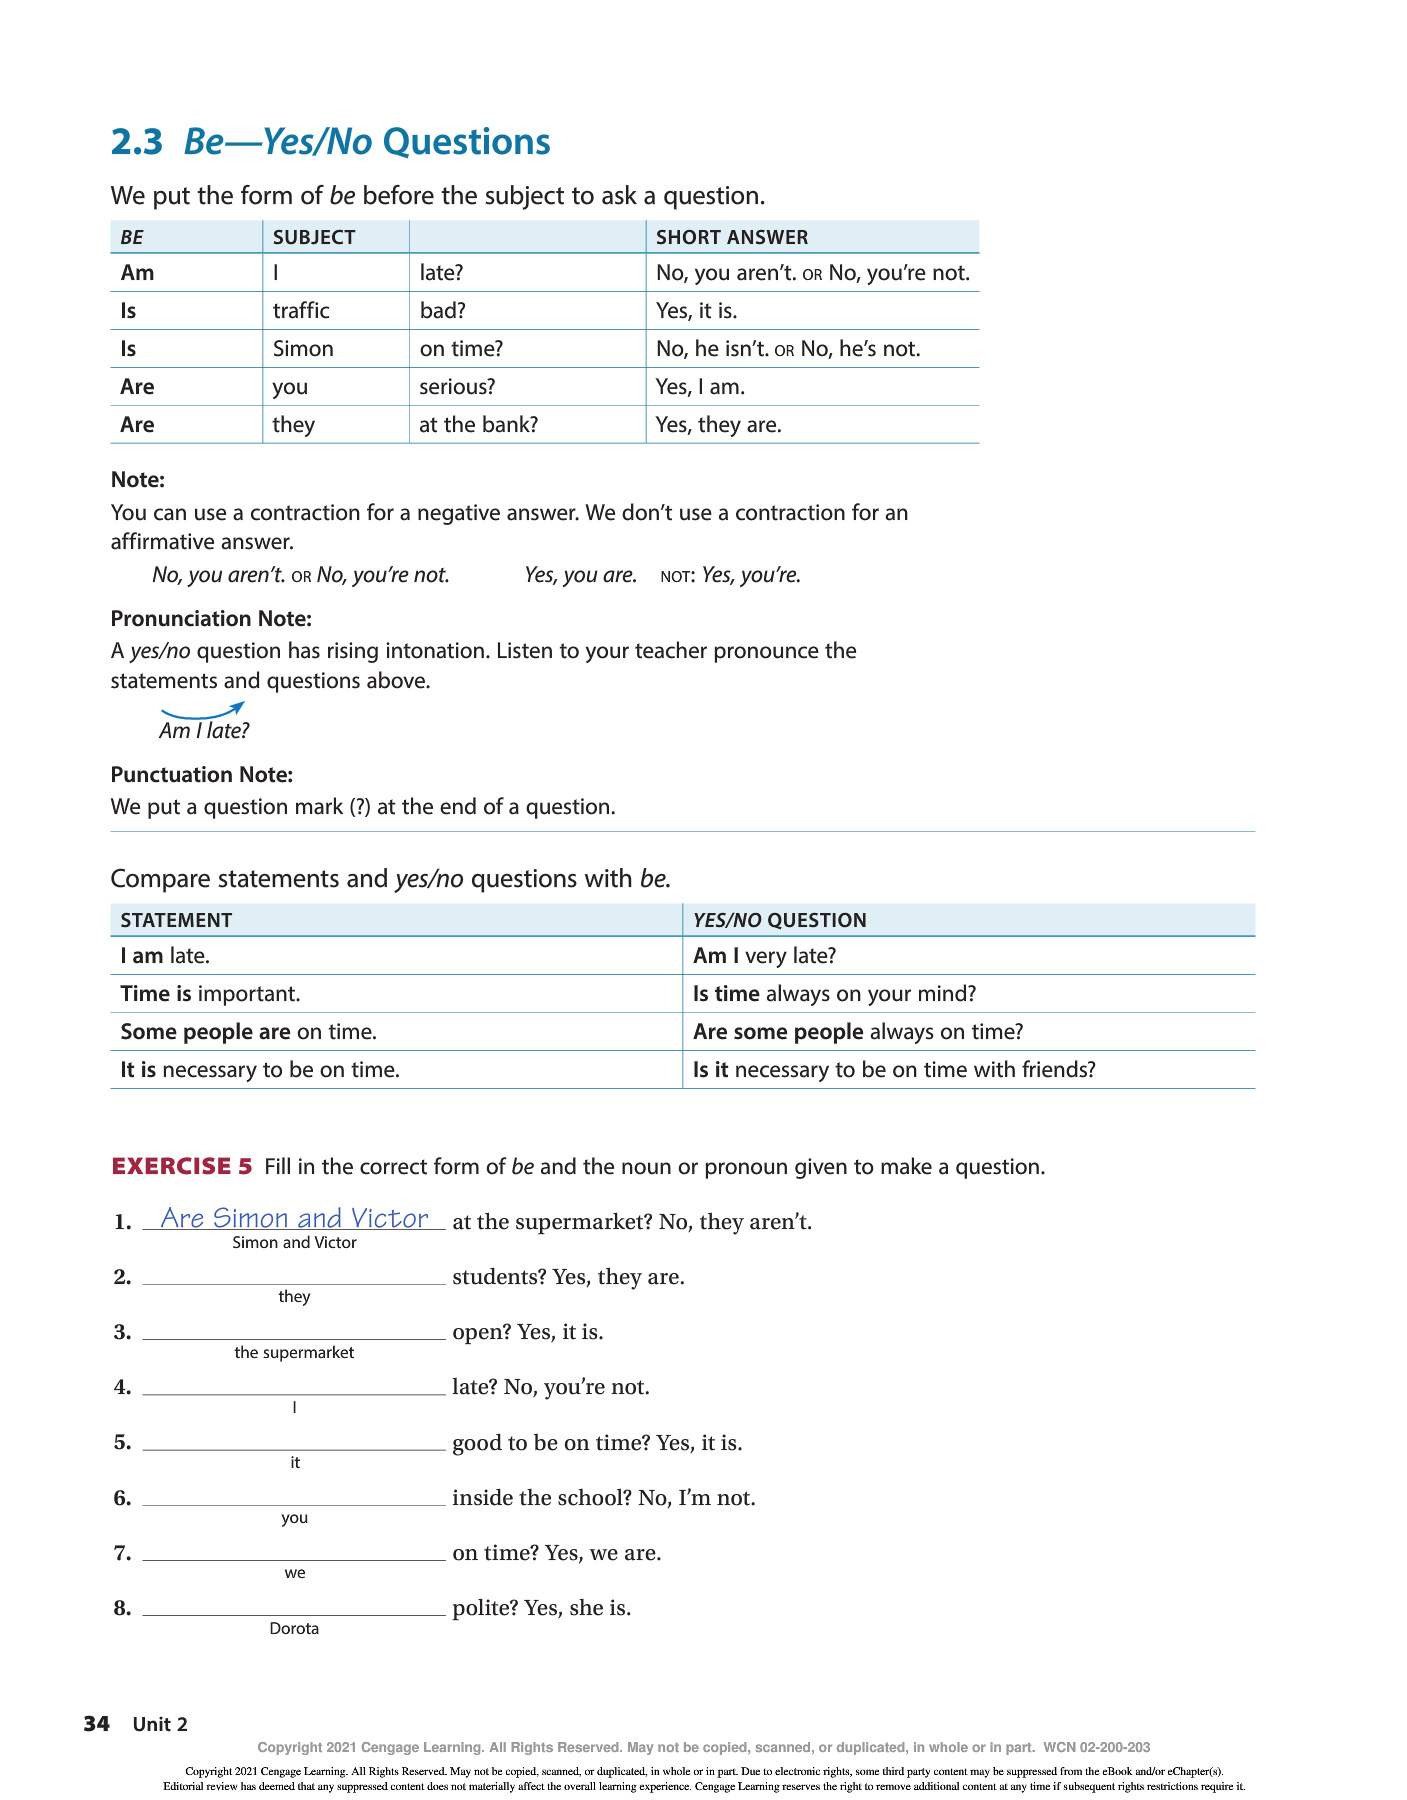 2.3 Be—Yes/No Questions
We put the form of be before the subject to ask a question.
BE SUBJECT SHORT ANSWER
Am I late? No, you aren’t. OR No, you’re not.
Is traffic bad? Yes, it is.
Is Simon on time? No, he isn’t. OR No, he’s not.
Are you serious? Yes, I am.
Are they at the bank? Yes, they are.
Note:
You can use a contraction for a negative answer. We don’t use a contraction for an
affirmative answer.
No, you aren’t. OR No, you’re not. Yes, you are. NOT: Yes, you’re.
Pronunciation Note:
A yes/no question has rising intonation. Listen to your teacher pronounce the
statements and questions above.
Am I late?
Punctuation Note:
We put a question mark (?) at the end of a question.
Compare statements and yes/no questions with be.
STATEMENT YES/NO QUESTION
I am late. Am I very late?
Time is important. Is time always on your mind?
Some people are on time. Are some people always on time?
It is necessary to be on time. Is it necessary to be on time with friends?
EXERCISE 5 Fill in the correct form of be and the noun or pronoun given to make a question.
1. Are Simon and Victor at the supermarket? No, they aren’t.
Simon and Victor
2. students? Yes, they are.
they
3. open? Yes, it is.
the supermarket
4. late? No, you’re not.
I
5. good to be on time? Yes, it is.
it
6. inside the school? No, I’m not.
you
7. on time? Yes, we are.
we
8. polite? Yes, she is.
Dorota
34 Unit 2
Copyright 2021 Cengage Learning. All Rights Reserved. May not be copied, scanned, or duplicated, in whole or in part. WCN 02-200-203
Copyright 2021 Cengage Learning. All Rights Reserved. May not be copied, scanned, or duplicated, in whole or in part. Due to electronic rights, some third party content may be suppressed from the eBook and/or eChapter(s).
Editorial review has deemed that any suppressed content does not materially affect the overall learning experience. Cengage Learning reserves the right to remove additional content at any time if subsequent rights restrictions require it.